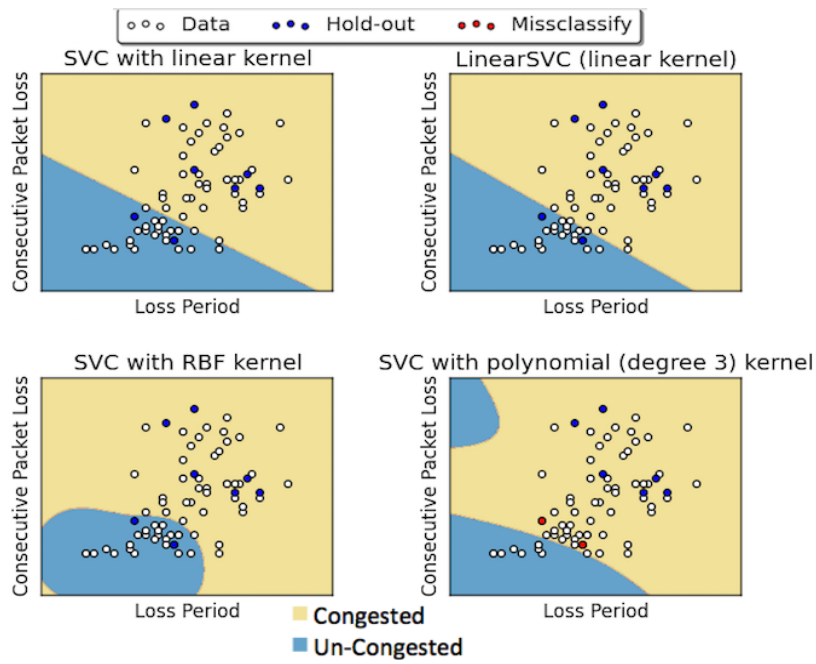 Data Hold-out Missclassify
SVC with linear kernel
Consecutive Packet Loss
Loss Period
LinearSVC (linear kernel)
Consecutive Packet Loss
Loss Period
SVC with RBF kernel
Consecutive Packet Loss
Loss Period
SVC with polynomial (degree 3) kernel
Consecutive Packet Loss
Loss Period
Congested
Un-Congested